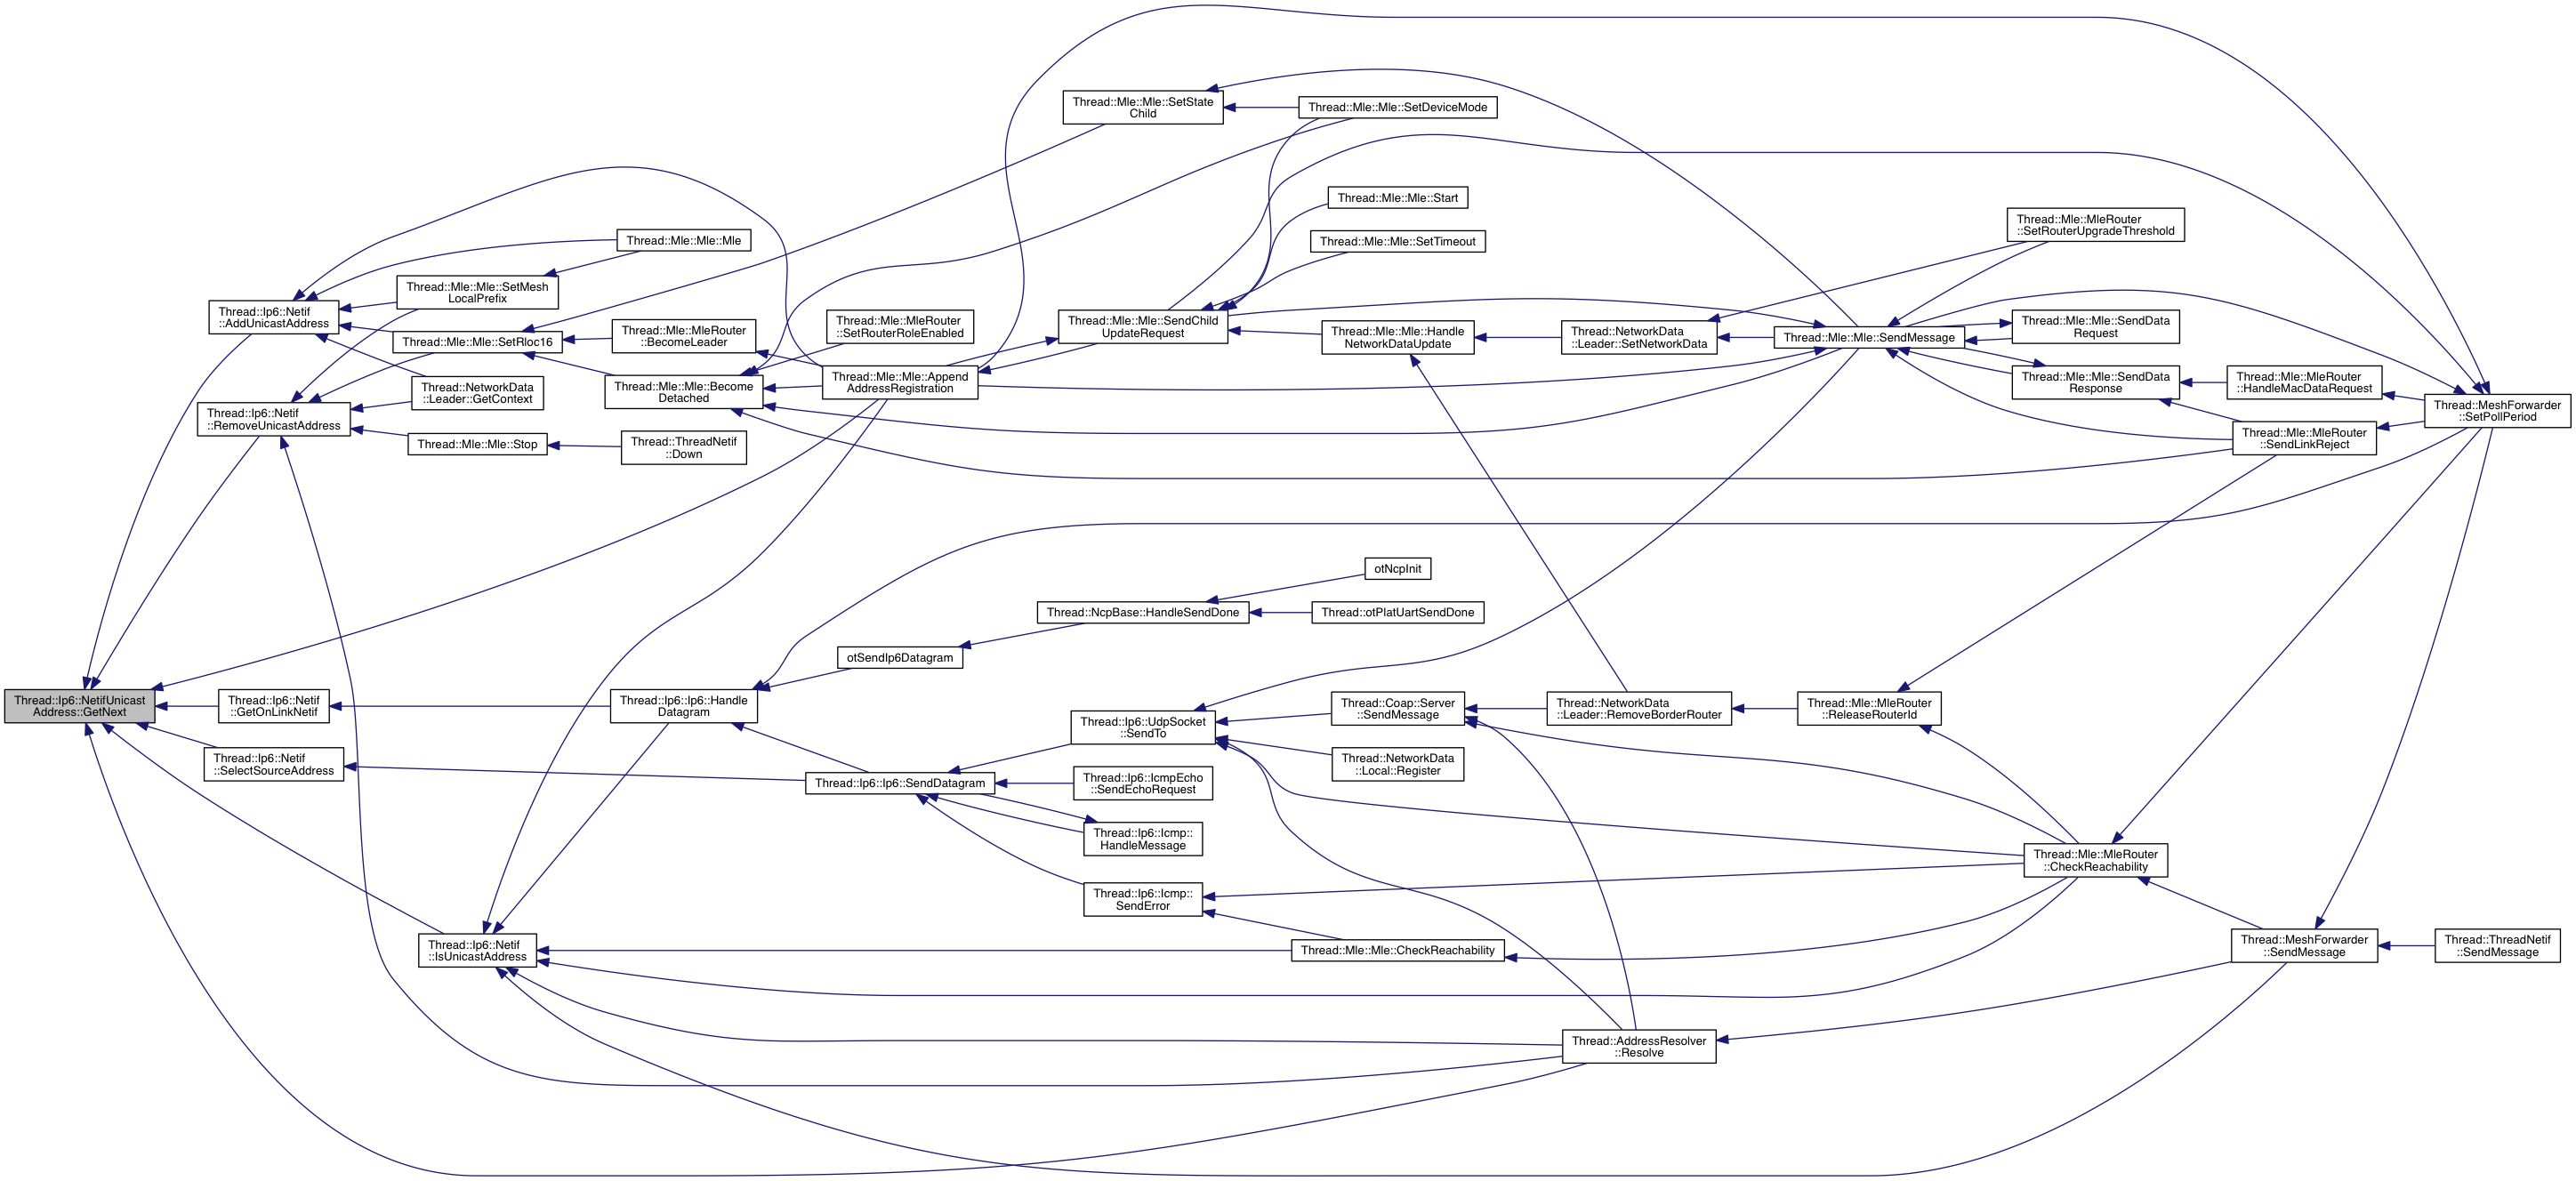 Thread::Mle::Mle::SetState
Child
Thread::Mle::Mle::SetDeviceMode
Thread::Mle::Mle::Start
Thread::Mle::MleRouter
::SetRouterUpgradeThreshold
Thread::Mle::Mle::Mle
Thread::Mle::Mle::SetTimeout
Thread::Mle::Mle::SetMesh
LocalPrefix
Thread::Ip6::Netif
::AddUnicastAddress
Thread::Mle::MleRouter
::SetRouterRoleEnabled
Thread::Mle::Mle::SendChild
UpdateRequest
Thread::Mle::Mle::SendData
Request
Thread::Mle::MleRouter
::BecomeLeader
Thread::Mle::Mle::Handle
NetworkDataUpdate
Thread::NetworkData
::Leader::SetNetworkData
Thread::Mle::Mle::SendMessage
Thread::Mle::Mle::SetRloc16
Thread::Mle::Mle::Append
AddressRegistration
Thread::Mle::Mle::SendData
Response
Thread::Mle::MleRouter
::HandleMacDataRequest
Thread::Mle::Mle::Become
Detached
Thread::NetworkData
::Leader::GetContext
Thread::MeshForwarder
::SetPollPeriod
Thread::Ip6::Netif
::RemoveUnicastAddress
Thread::Mle::MleRouter
::SendLinkReject
Thread::Mle::Mle::Stop
Thread::ThreadNetif
::Down
otNcpInit
Thread::NcpBase::HandleSendDone
Thread::otPlatUartSendDone
otSendIp6Datagram
Thread::Ip6::NetifUnicast
Address::GetNext
Thread::Ip6::Netif
::GetOnLinkNetif
Thread::Ip6::Ip6::Handle
Datagram
Thread::Coap::Server
::SendMessage
Thread::NetworkData
::Leader::RemoveBorderRouter
Thread::Mle::MleRouter
::ReleaseRouterId
Thread::Ip6::UdpSocket
::SendTo
Thread::Ip6::Netif
::SelectSourceAddress
Thread::NetworkData
::Local::Register
Thread::Ip6::Ip6::SendDatagram
Thread::Ip6::IcmpEcho
::SendEchoRequest
Thread::Ip6::Icmp::
HandleMessage
Thread::Mle::MleRouter
::CheckReachability
Thread::Ip6::Icmp::
SendError
Thread::Ip6::Netif
::IsUnicastAddress
Thread::Mle::Mle::CheckReachability
Thread::MeshForwarder
::SendMessage
Thread::ThreadNetif
::SendMessage
Thread::AddressResolver
::Resolve